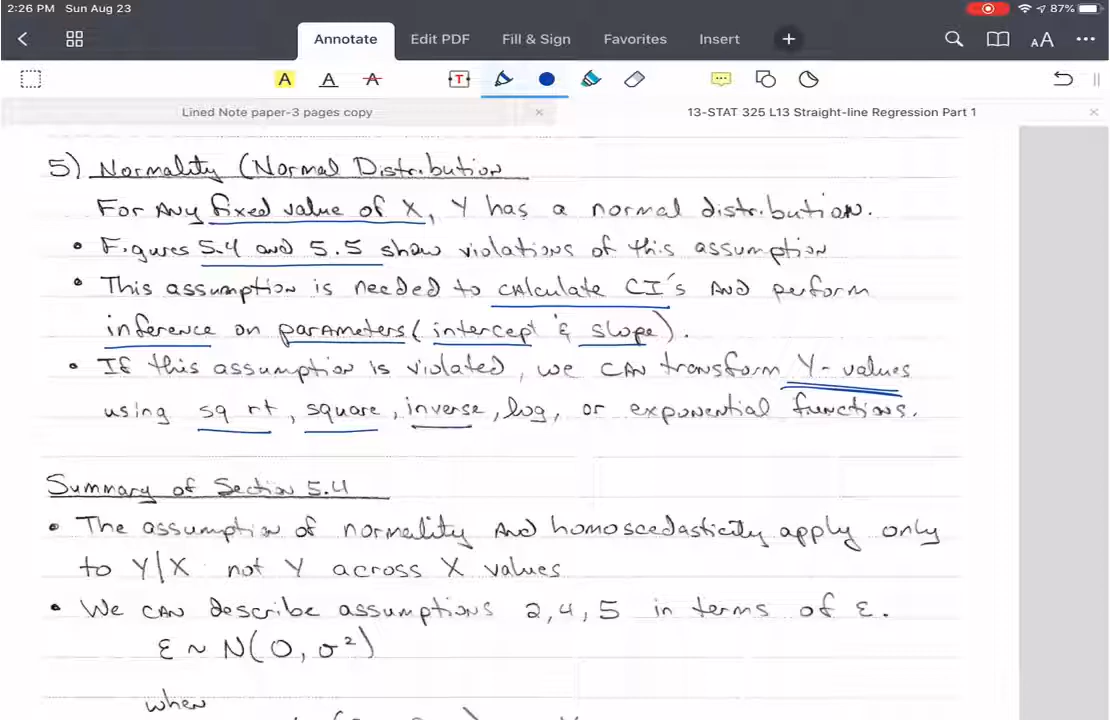 2:26 PM Sun Aug 23
87%
Annotate Edit PDF Fill & Sign Favorites Insert +
AA
A A A T
Lined Note paper-3 pages copy × 13-STAT 325 L13 Straight-line Regression Part 1 ×
5) Normality (Normal Distribution
For ANY fixed value of X, Y has a normal distribution.
• Figures 5.4 and 5.5 show violations of this assumption
• This assumption is needed to calculate CI's AND perform
inference on parameters (intercept & slope).
• If this assumption is violated, we CAN transform Y-values
using sq rt, square, inverse, log, or exponential functions.
Summary of Section 5.4
• The assumption of normality AND homoscedasticity apply only
to Y|X not Y across X values
• We CAN describe assumptions 2, 4, 5 in terms of ε.
ε ~ N(0, σ²)
when